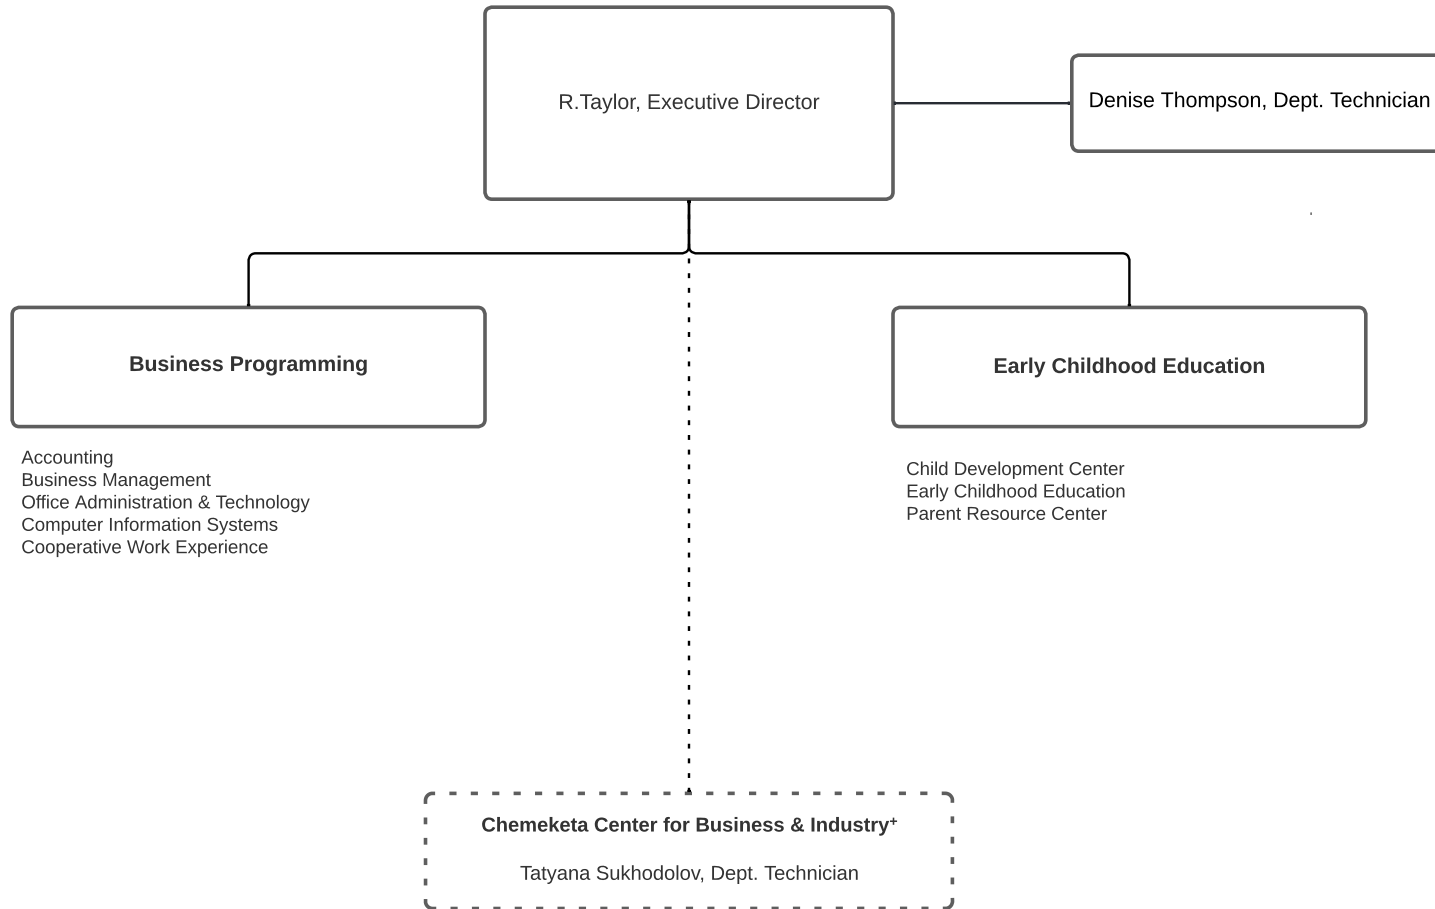 R.Taylor, Executive Director
Denise Thompson, Dept. Technician
Business Programming
Early Childhood Education
Accounting
Business Management
Office Administration & Technology
Computer Information Systems
Cooperative Work Experience
Child Development Center
Early Childhood Education
Parent Resource Center
Chemeketa Center for Business & Industry⁺
Tatyana Sukhodolov, Dept. Technician